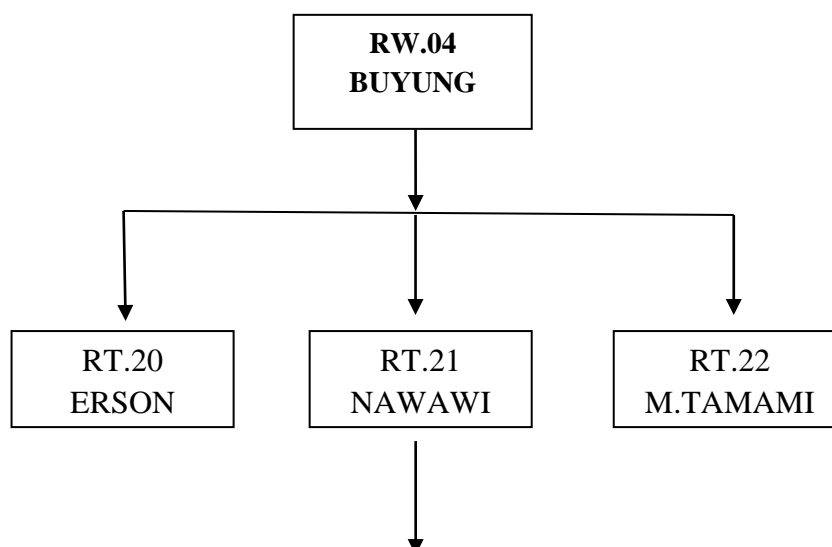 RW.04
BUYUNG
RT.20
ERSON
RT.21
NAWAWI
RT.22
M.TAMAMI